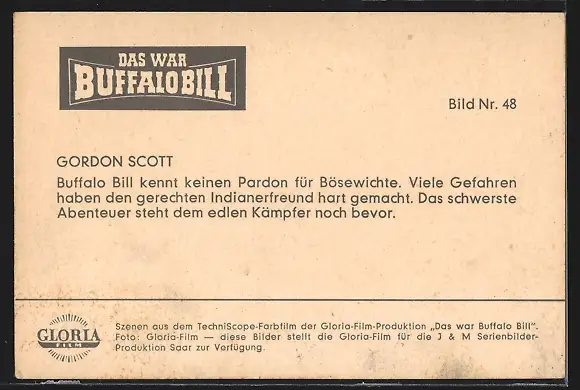 DAS WAR
BUFFALO BILL
Bild Nr. 48
GORDON SCOTT
Buffalo Bill kennt keinen Pardon für Bösewichte. Viele Gefahren
haben den gerechten Indianerfreund hart gemacht. Das schwerste
Abenteuer steht dem edlen Kämpfer noch bevor.
GLORIA
FILM
Szenen aus dem TechniScope-Farbfilm der Gloria-Film-Produktion „Das war Buffalo Bill".
Foto: Gloria-Film — diese Bilder stellt die Gloria-Film für die J & M Serienbilder-
Produktion Saar zur Verfügung.